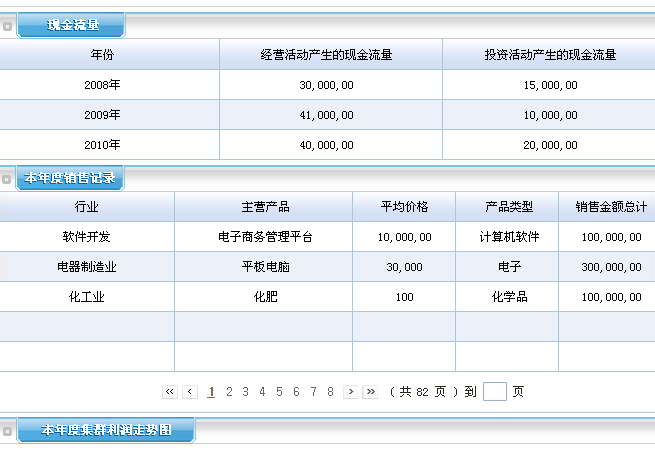 现金流量
年份 经营活动产生的现金流量 投资活动产生的现金流量
2008年 30,000,00 15,000,00
2009年 41,000,00 10,000,00
2010年 40,000,00 20,000,00
本年度销售记录
行业 主营产品 平均价格 产品类型 销售金额总计
软件开发 电子商务管理平台 10,000,00 计算机软件 100,000,00
电器制造业 平板电脑 30,000 电子 300,000,00
化工业 化肥 100 化学品 100,000,00
« ‹ 1 2 3 4 5 6 7 8 › » ( 共 82 页 ) 到 页
本年度集群利润走势图